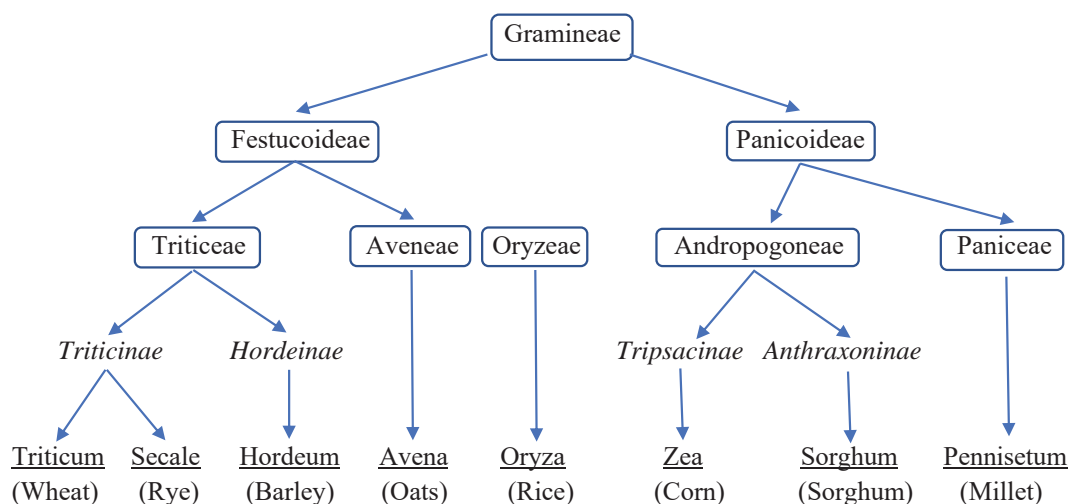 Gramineae
Festucoideae Panicoideae
Triticeae Aveneae Oryzeae Andropogoneae Paniceae
Triticinae Hordeinae Tripsacinae Anthraxoninae
Triticum Secale Hordeum Avena Oryza Zea Sorghum Pennisetum
(Wheat) (Rye) (Barley) (Oats) (Rice) (Corn) (Sorghum) (Millet)